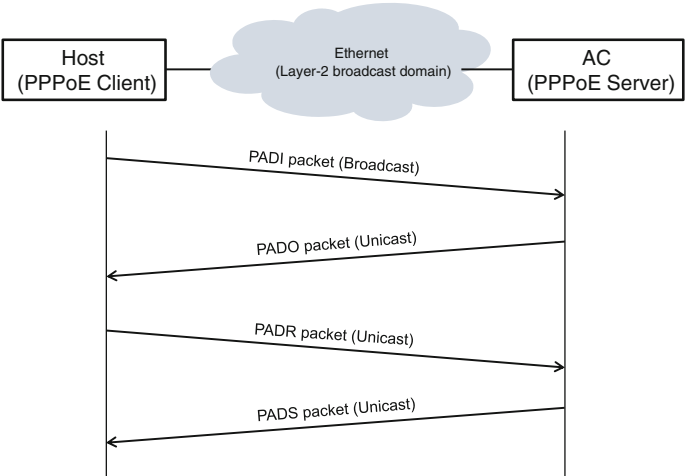 Host
(PPPoE Client)
Ethernet
(Layer-2 broadcast domain)
AC
(PPPoE Server)
PADI packet (Broadcast)
PADO packet (Unicast)
PADR packet (Unicast)
PADS packet (Unicast)